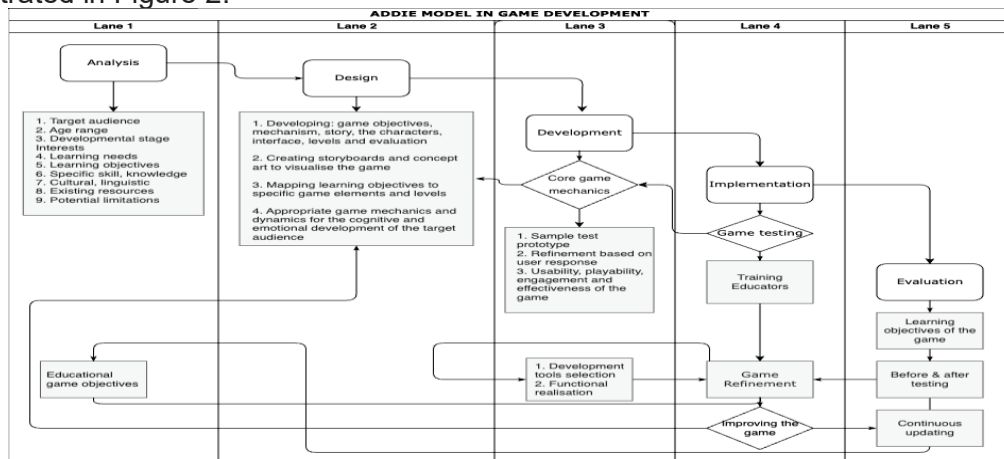 trated in Figure 2.
ADDIE MODEL IN GAME DEVELOPMENT
Lane 1
Lane 2
Lane 3
Lane 4
Lane 5
Analysis
1. Target audience
2. Age range
3. Developmental stage
Interests
4. Learning needs
5. Learning objectives
6. Specific skill, knowledge
7. Cultural, linguistic
8. Existing resources
9. Potential limitations
Educational
game objectives
Design
1. Developing: game objectives,
mechanism, story, the characters,
interface, levels and evaluation
2. Creating storyboards and concept
art to visualise the game
3. Mapping learning objectives to
specific game elements and levels
4. Appropriate game mechanics and
dynamics for the cognitive and
emotional development of the target
audience
Development
Core game
mechanics
1. Sample test
prototype
2. Refinement based on
user response
3. Usability, playability,
engagement and
effectiveness of the
game
1. Development
tools selection
2. Functional
realisation
Implementation
Game testing
Training
Educators
Game
Refinement
Improving the
game
Evaluation
Learning
objectives of the
game
Before & after
testing
Continuous
updating